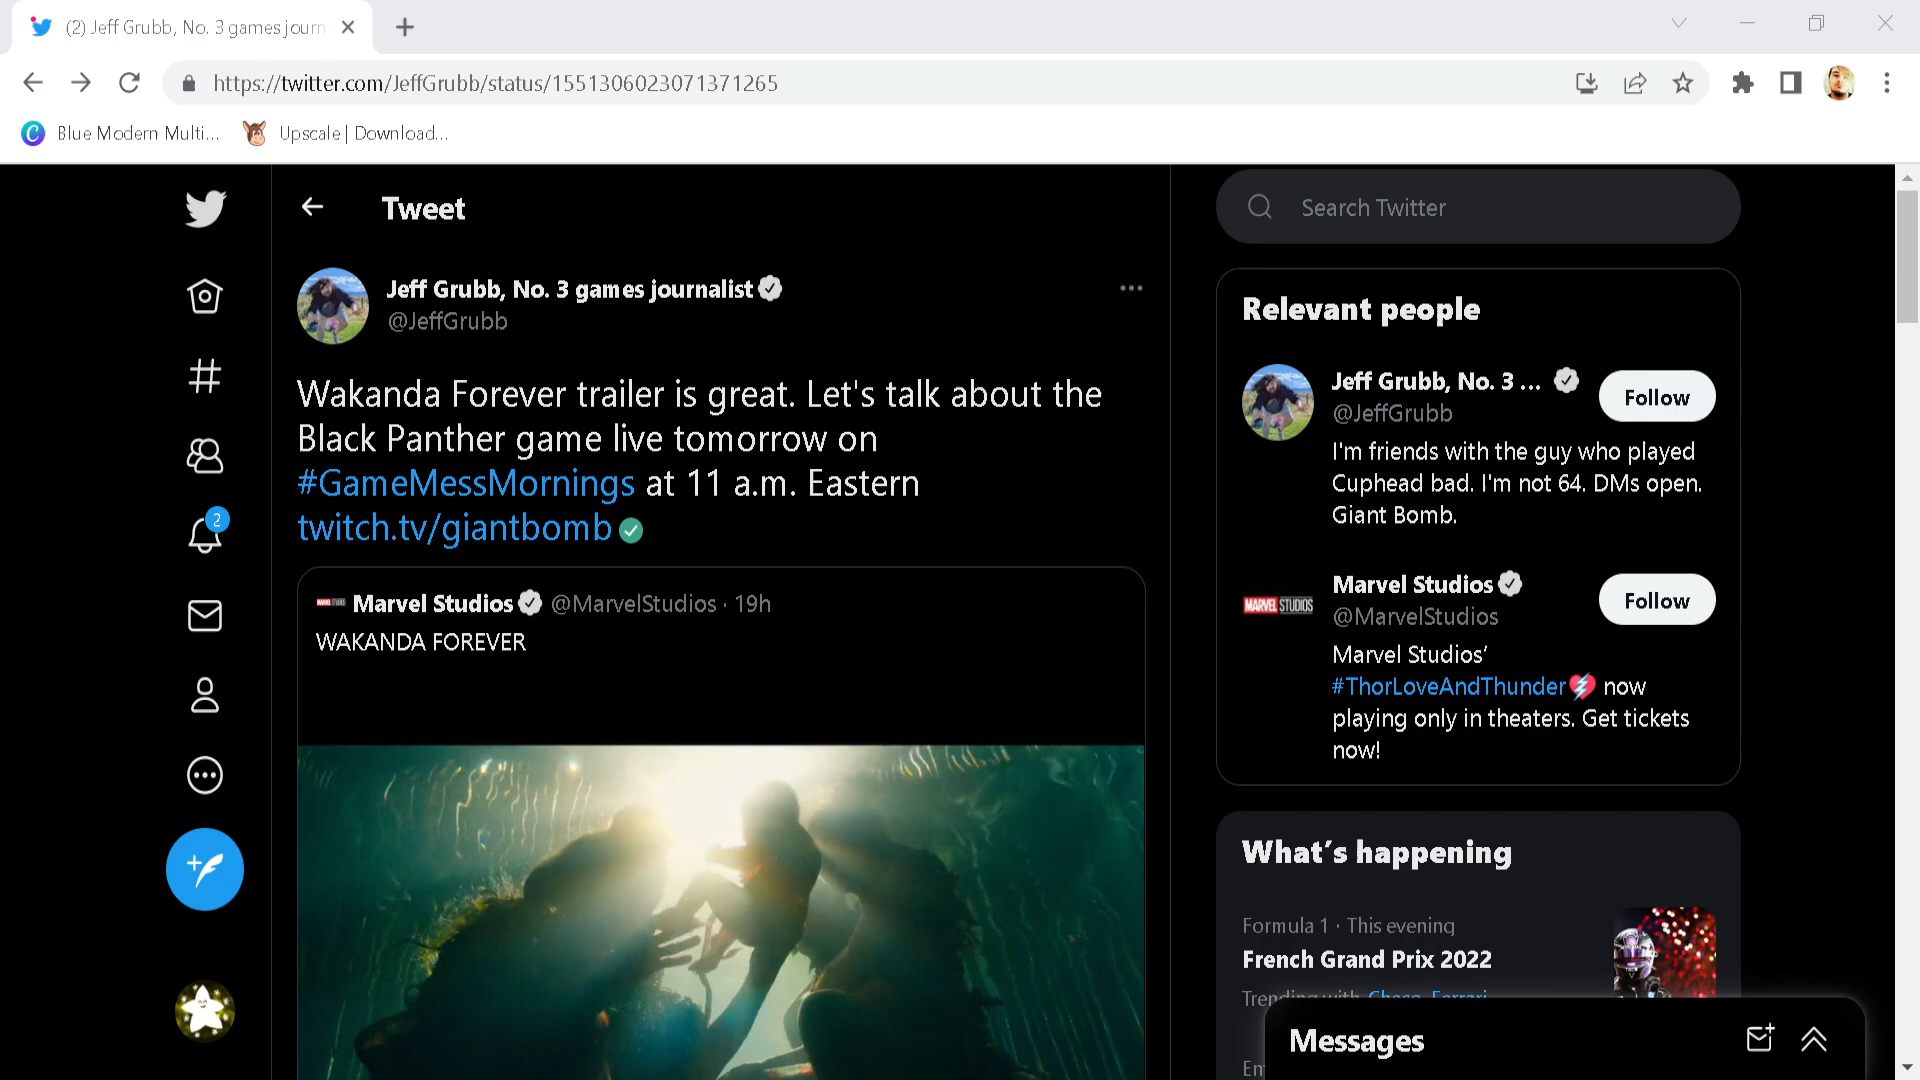 (2) Jeff Grubb, No. 3 games journ
https://twitter.com/JeffGrubb/status/1551306023071371265
Blue Modern Multi...
Upscale | Download...
Tweet
Search Twitter
Jeff Grubb, No. 3 games journalist
@JeffGrubb
Wakanda Forever trailer is great. Let's talk about the
Black Panther game live tomorrow on
#GameMessMornings at 11 a.m. Eastern
twitch.tv/giantbomb
2
Marvel Studios @MarvelStudios · 19h
WAKANDA FOREVER
Relevant people
Jeff Grubb, No. 3 ...
Follow
@JeffGrubb
I'm friends with the guy who played
Cuphead bad. I'm not 64. DMs open.
Giant Bomb.
MARVEL STUDIOS
Marvel Studios
Follow
@MarvelStudios
Marvel Studios’
#ThorLoveAndThunder now
playing only in theaters. Get tickets
now!
What’s happening
Formula 1 · This evening
French Grand Prix 2022
Trending with Checo, Ferrari
Messages